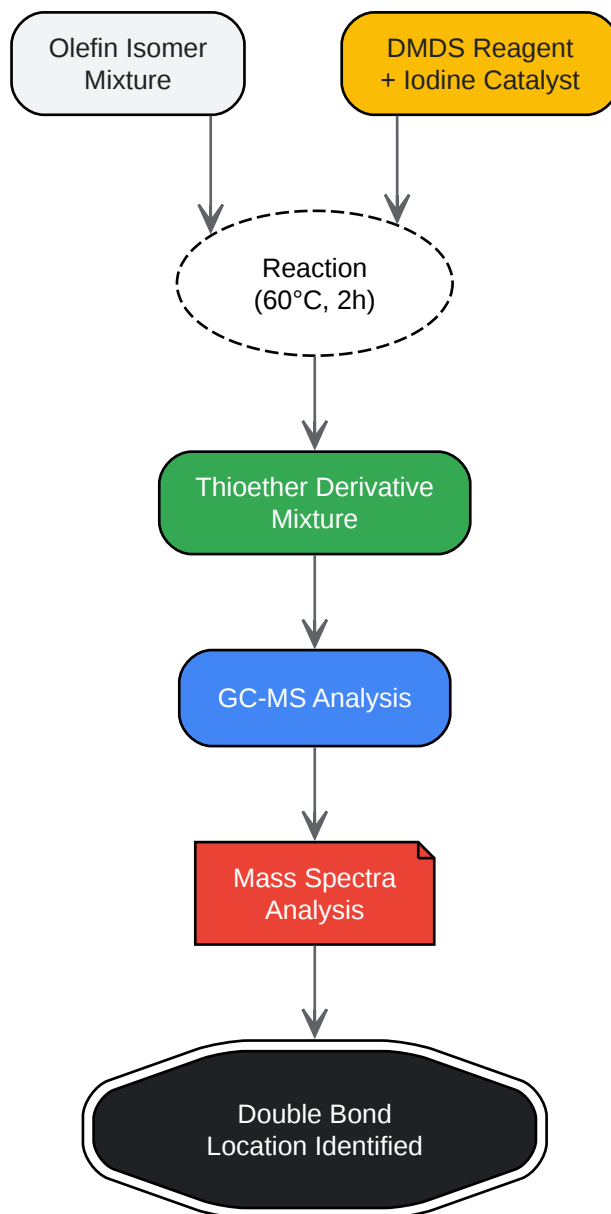 Olefin Isomer
Mixture
DMDS Reagent
+ Iodine Catalyst
Reaction
(60°C, 2h)
Thioether Derivative
Mixture
GC-MS Analysis
Mass Spectra
Analysis
Double Bond
Location Identified